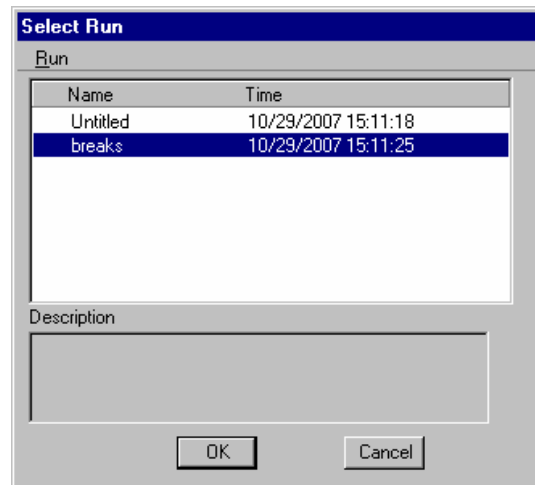 Select Run
Run
Name Time
Untitled 10/29/2007 15:11:18
breaks 10/29/2007 15:11:25
Description
OK Cancel